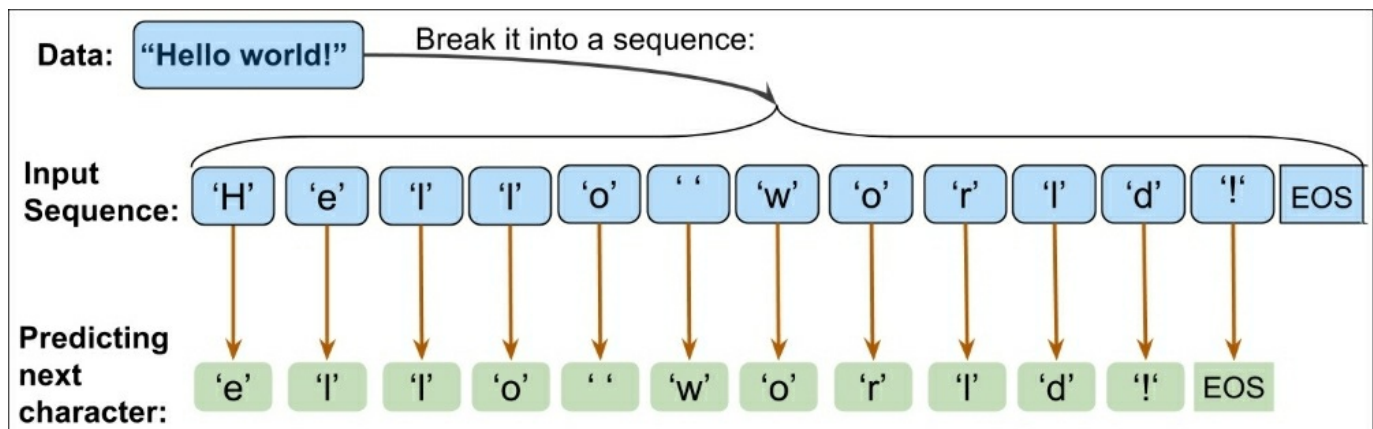 Data: “Hello world!” Break it into a sequence:
Input Sequence: ‘H’ ‘e’ ‘l’ ‘l’ ‘o’ ‘ ‘ ‘w’ ‘o’ ‘r’ ‘l’ ‘d’ ‘!‘ EOS
Predicting next character: ‘e’ ‘l’ ‘l’ ‘o’ ‘ ‘ ‘w’ ‘o’ ‘r’ ‘l’ ‘d’ ‘!‘ EOS